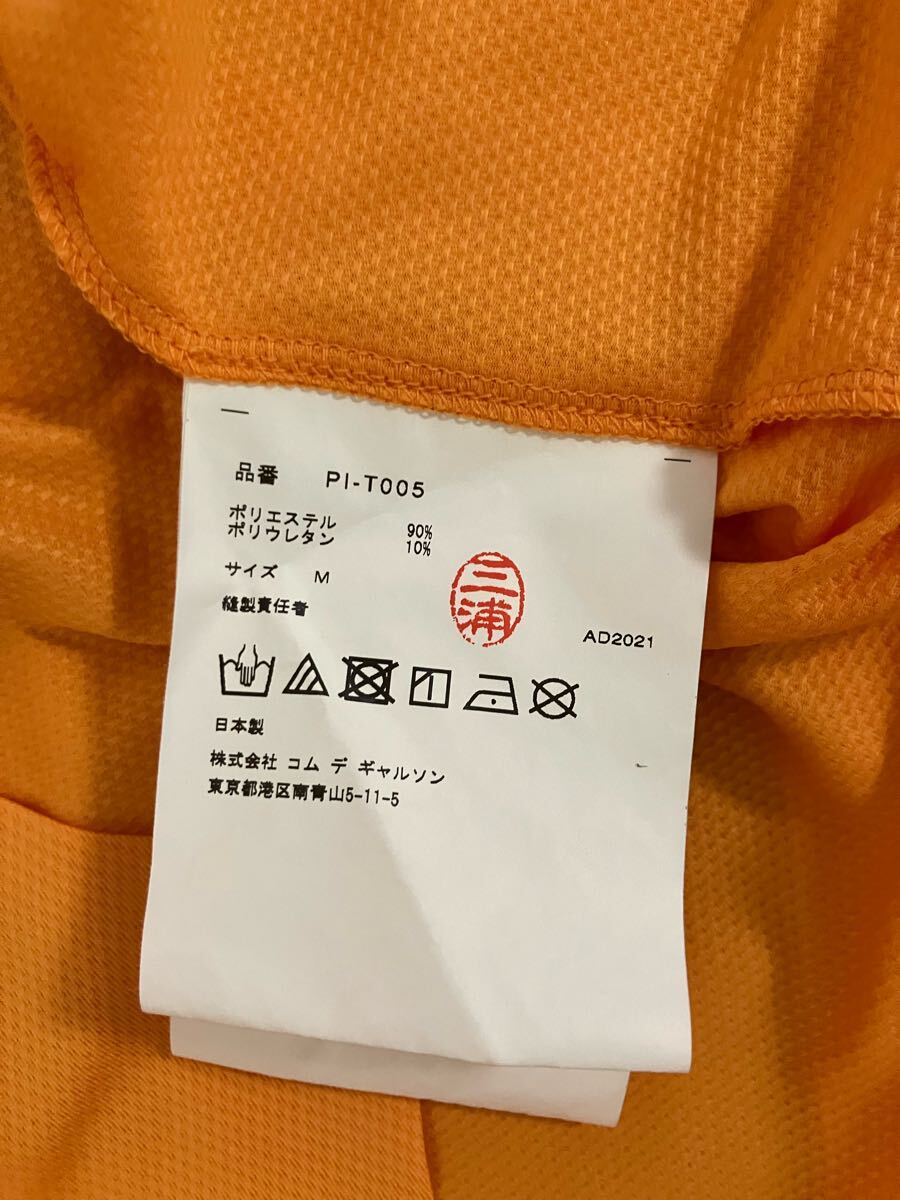 品番 PI-T005
ポリエステル 90%
ポリウレタン 10%
サイズ M
縫製責任者 三浦
AD2021
日本製
株式会社 コム デ ギャルソン
東京都港区南青山5-11-5